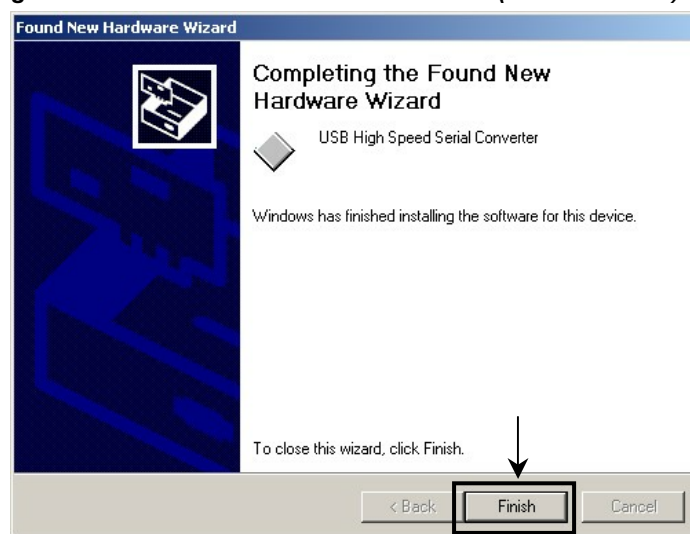 Found New Hardware Wizard
Completing the Found New
Hardware Wizard
USB High Speed Serial Converter
Windows has finished installing the software for this device.
To close this wizard, click Finish.
< Back
Finish
Cancel